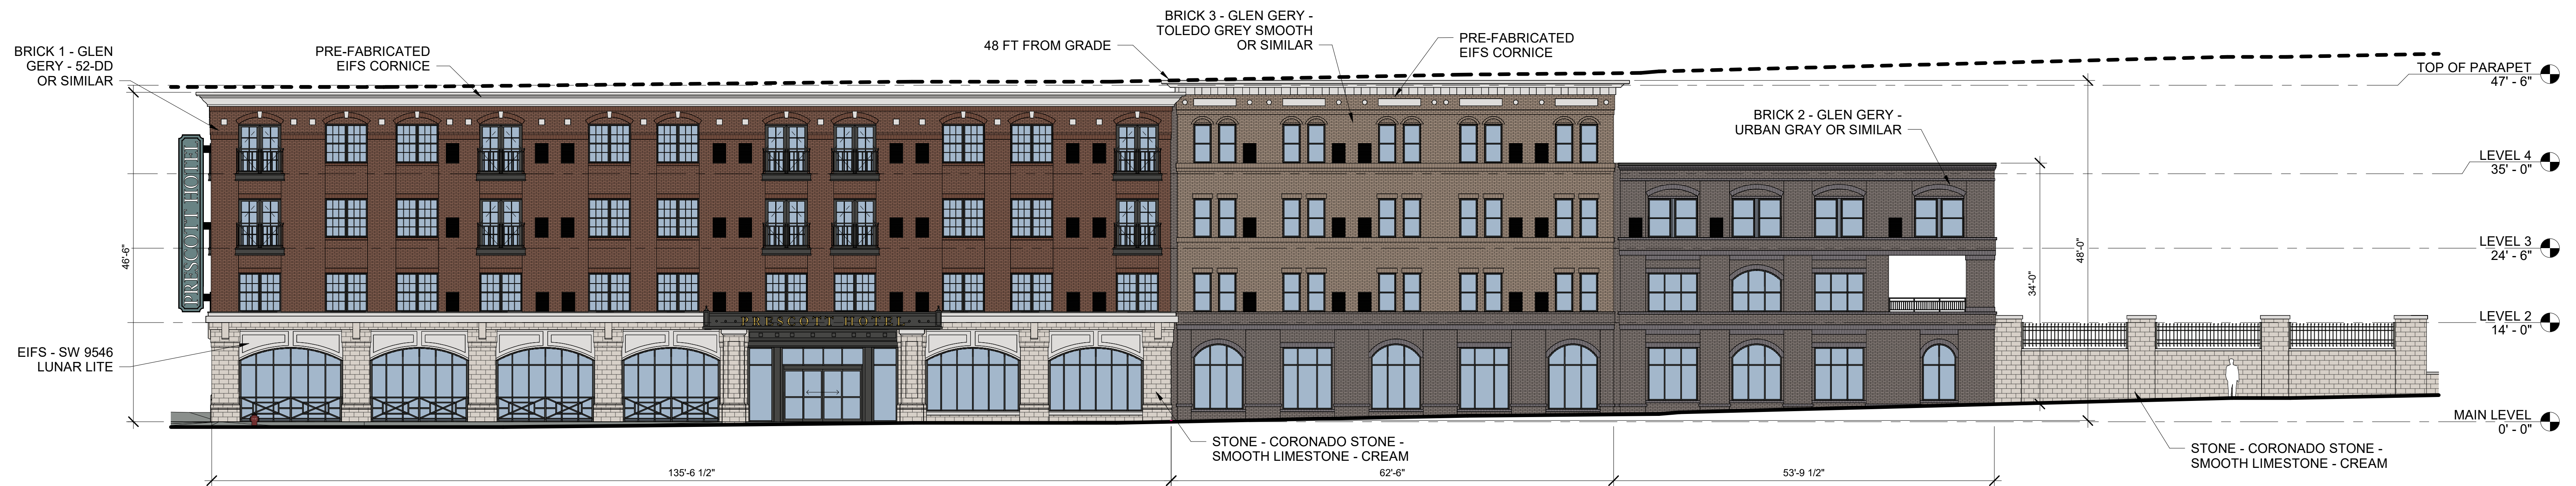 BRICK 1 - GLEN
GERY - 52-DD
OR SIMILAR
PRE-FABRICATED
EIFS CORNICE
48 FT FROM GRADE
BRICK 3 - GLEN GERY -
TOLEDO GREY SMOOTH
OR SIMILAR
PRE-FABRICATED
EIFS CORNICE
BRICK 2 - GLEN GERY -
URBAN GRAY OR SIMILAR
TOP OF PARAPET
47' - 6"
LEVEL 4
35' - 0"
LEVEL 3
24' - 6"
LEVEL 2
14' - 0"
MAIN LEVEL
0' - 0"
46'-6"
PRESCOTT HOTEL
PRESCOTT HOTEL
48'-0"
34'-0"
EIFS - SW 9546
LUNAR LITE
STONE - CORONADO STONE -
SMOOTH LIMESTONE - CREAM
STONE - CORONADO STONE -
SMOOTH LIMESTONE - CREAM
135'-6 1/2"
62'-6"
53'-9 1/2"